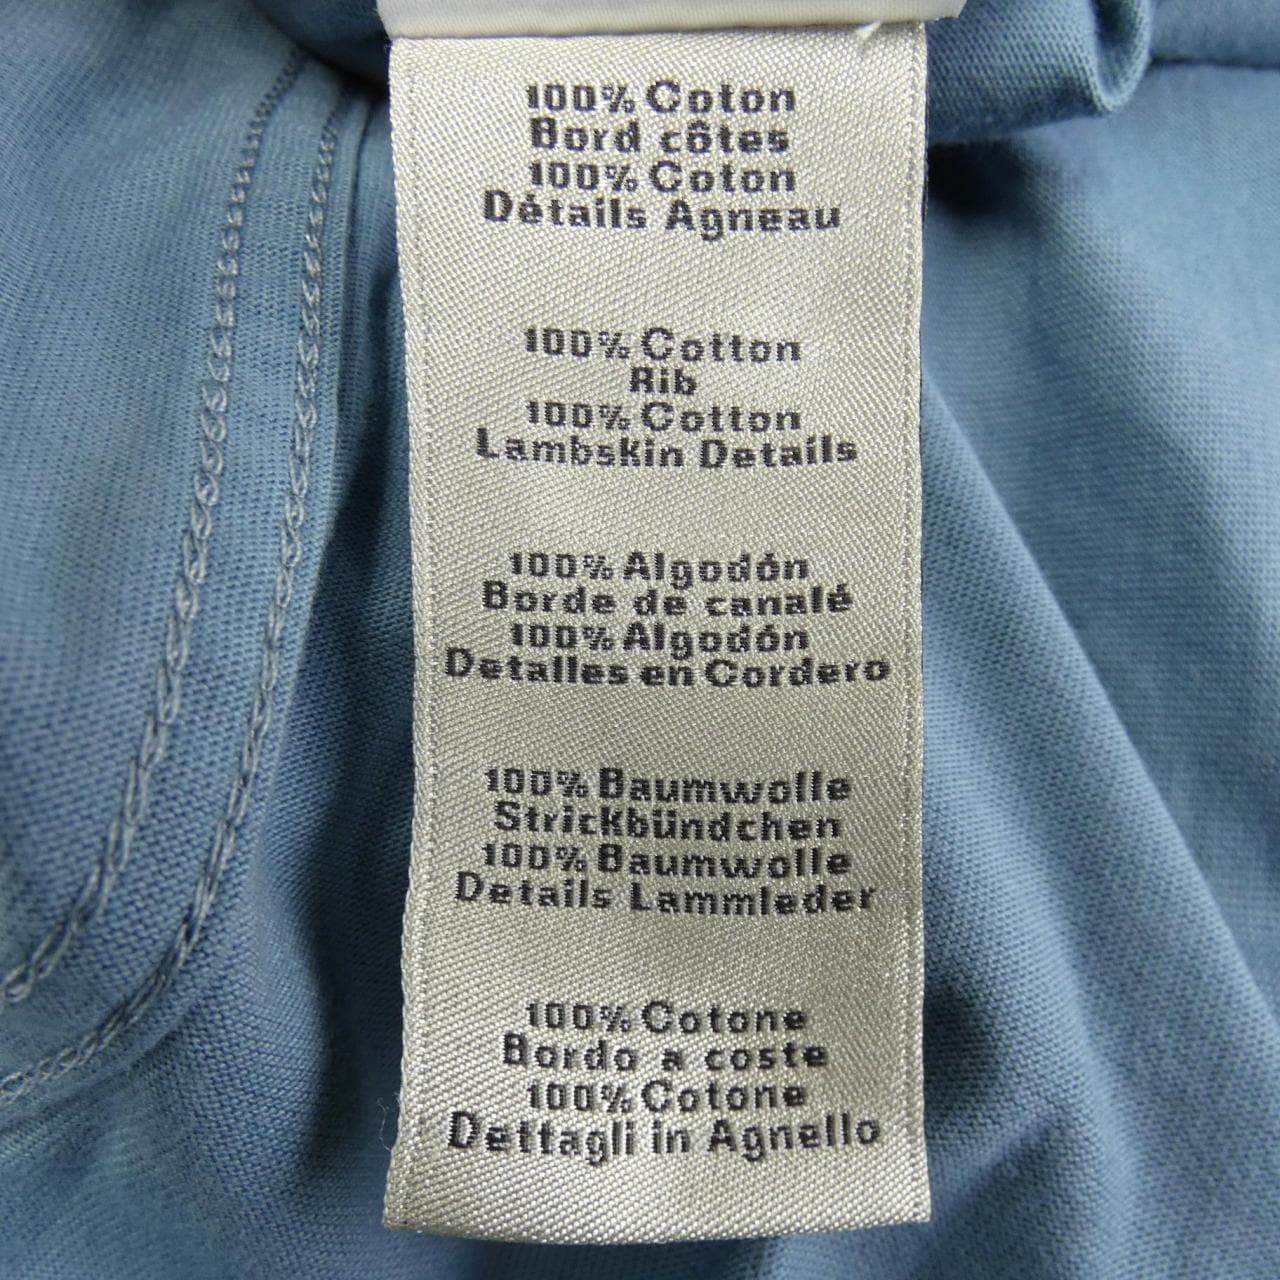 100% Coton
Bord côtes
100% Coton
Détails Agneau
100% Cotton
Rib
100% Cotton
Lambskin Details
100% Algodón
Borde de canalé
100% Algodón
Detalles en Cordero
100% Baumwolle
Strickbündchen
100% Baumwolle
Details Lammleder
100% Cotone
Bordo a coste
100% Cotone
Dettagli in Agnello